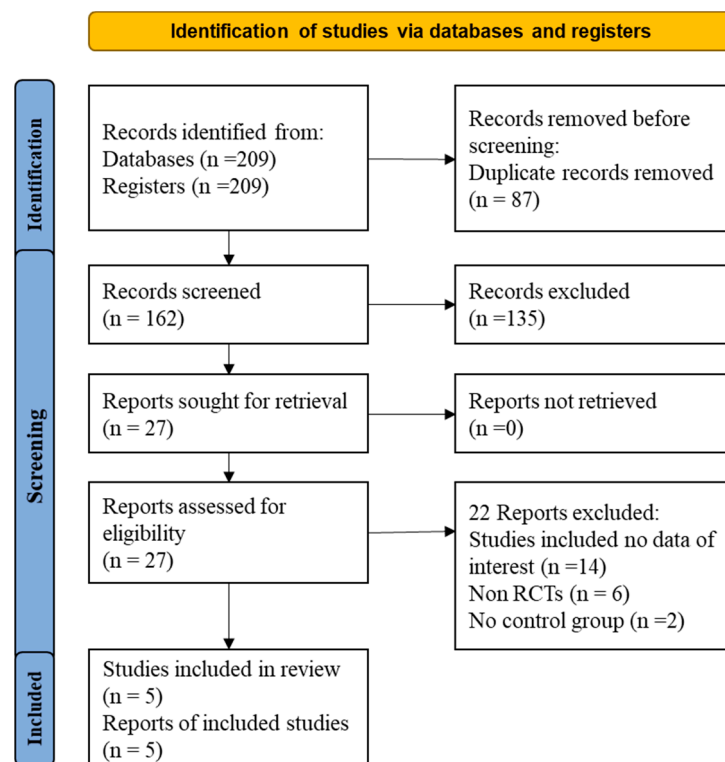 Identification of studies via databases and registers
Identification
Records identified from:
Databases (n =209)
Registers (n =209)
Records removed before
screening:
Duplicate records removed
(n = 87)
Screening
Records screened
(n = 162)
Records excluded
(n =135)
Reports sought for retrieval
(n = 27)
Reports not retrieved
(n =0)
Reports assessed for
eligibility
(n = 27)
22 Reports excluded:
Studies included no data of
interest (n =14)
Non RCTs (n = 6)
No control group (n =2)
Included
Studies included in review
(n = 5)
Reports of included studies
(n = 5)